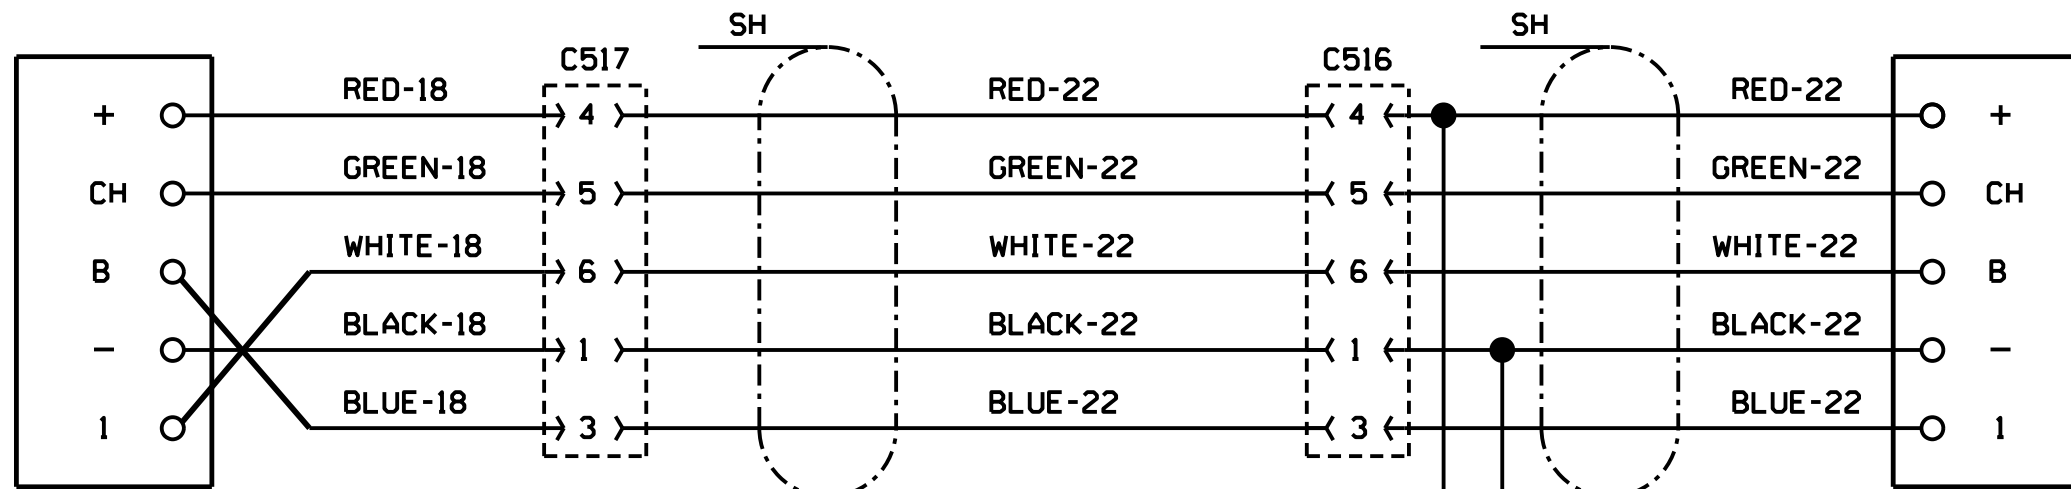 SH SH
C517 C516
RED-18 RED-22 RED-22
+ 4 4 +
GREEN-18 GREEN-22 GREEN-22
CH 5 5 CH
WHITE-18 WHITE-22 WHITE-22
B 6 6 B
BLACK-18 BLACK-22 BLACK-22
- 1 1 -
BLUE-18 BLUE-22 BLUE-22
1 3 3 1